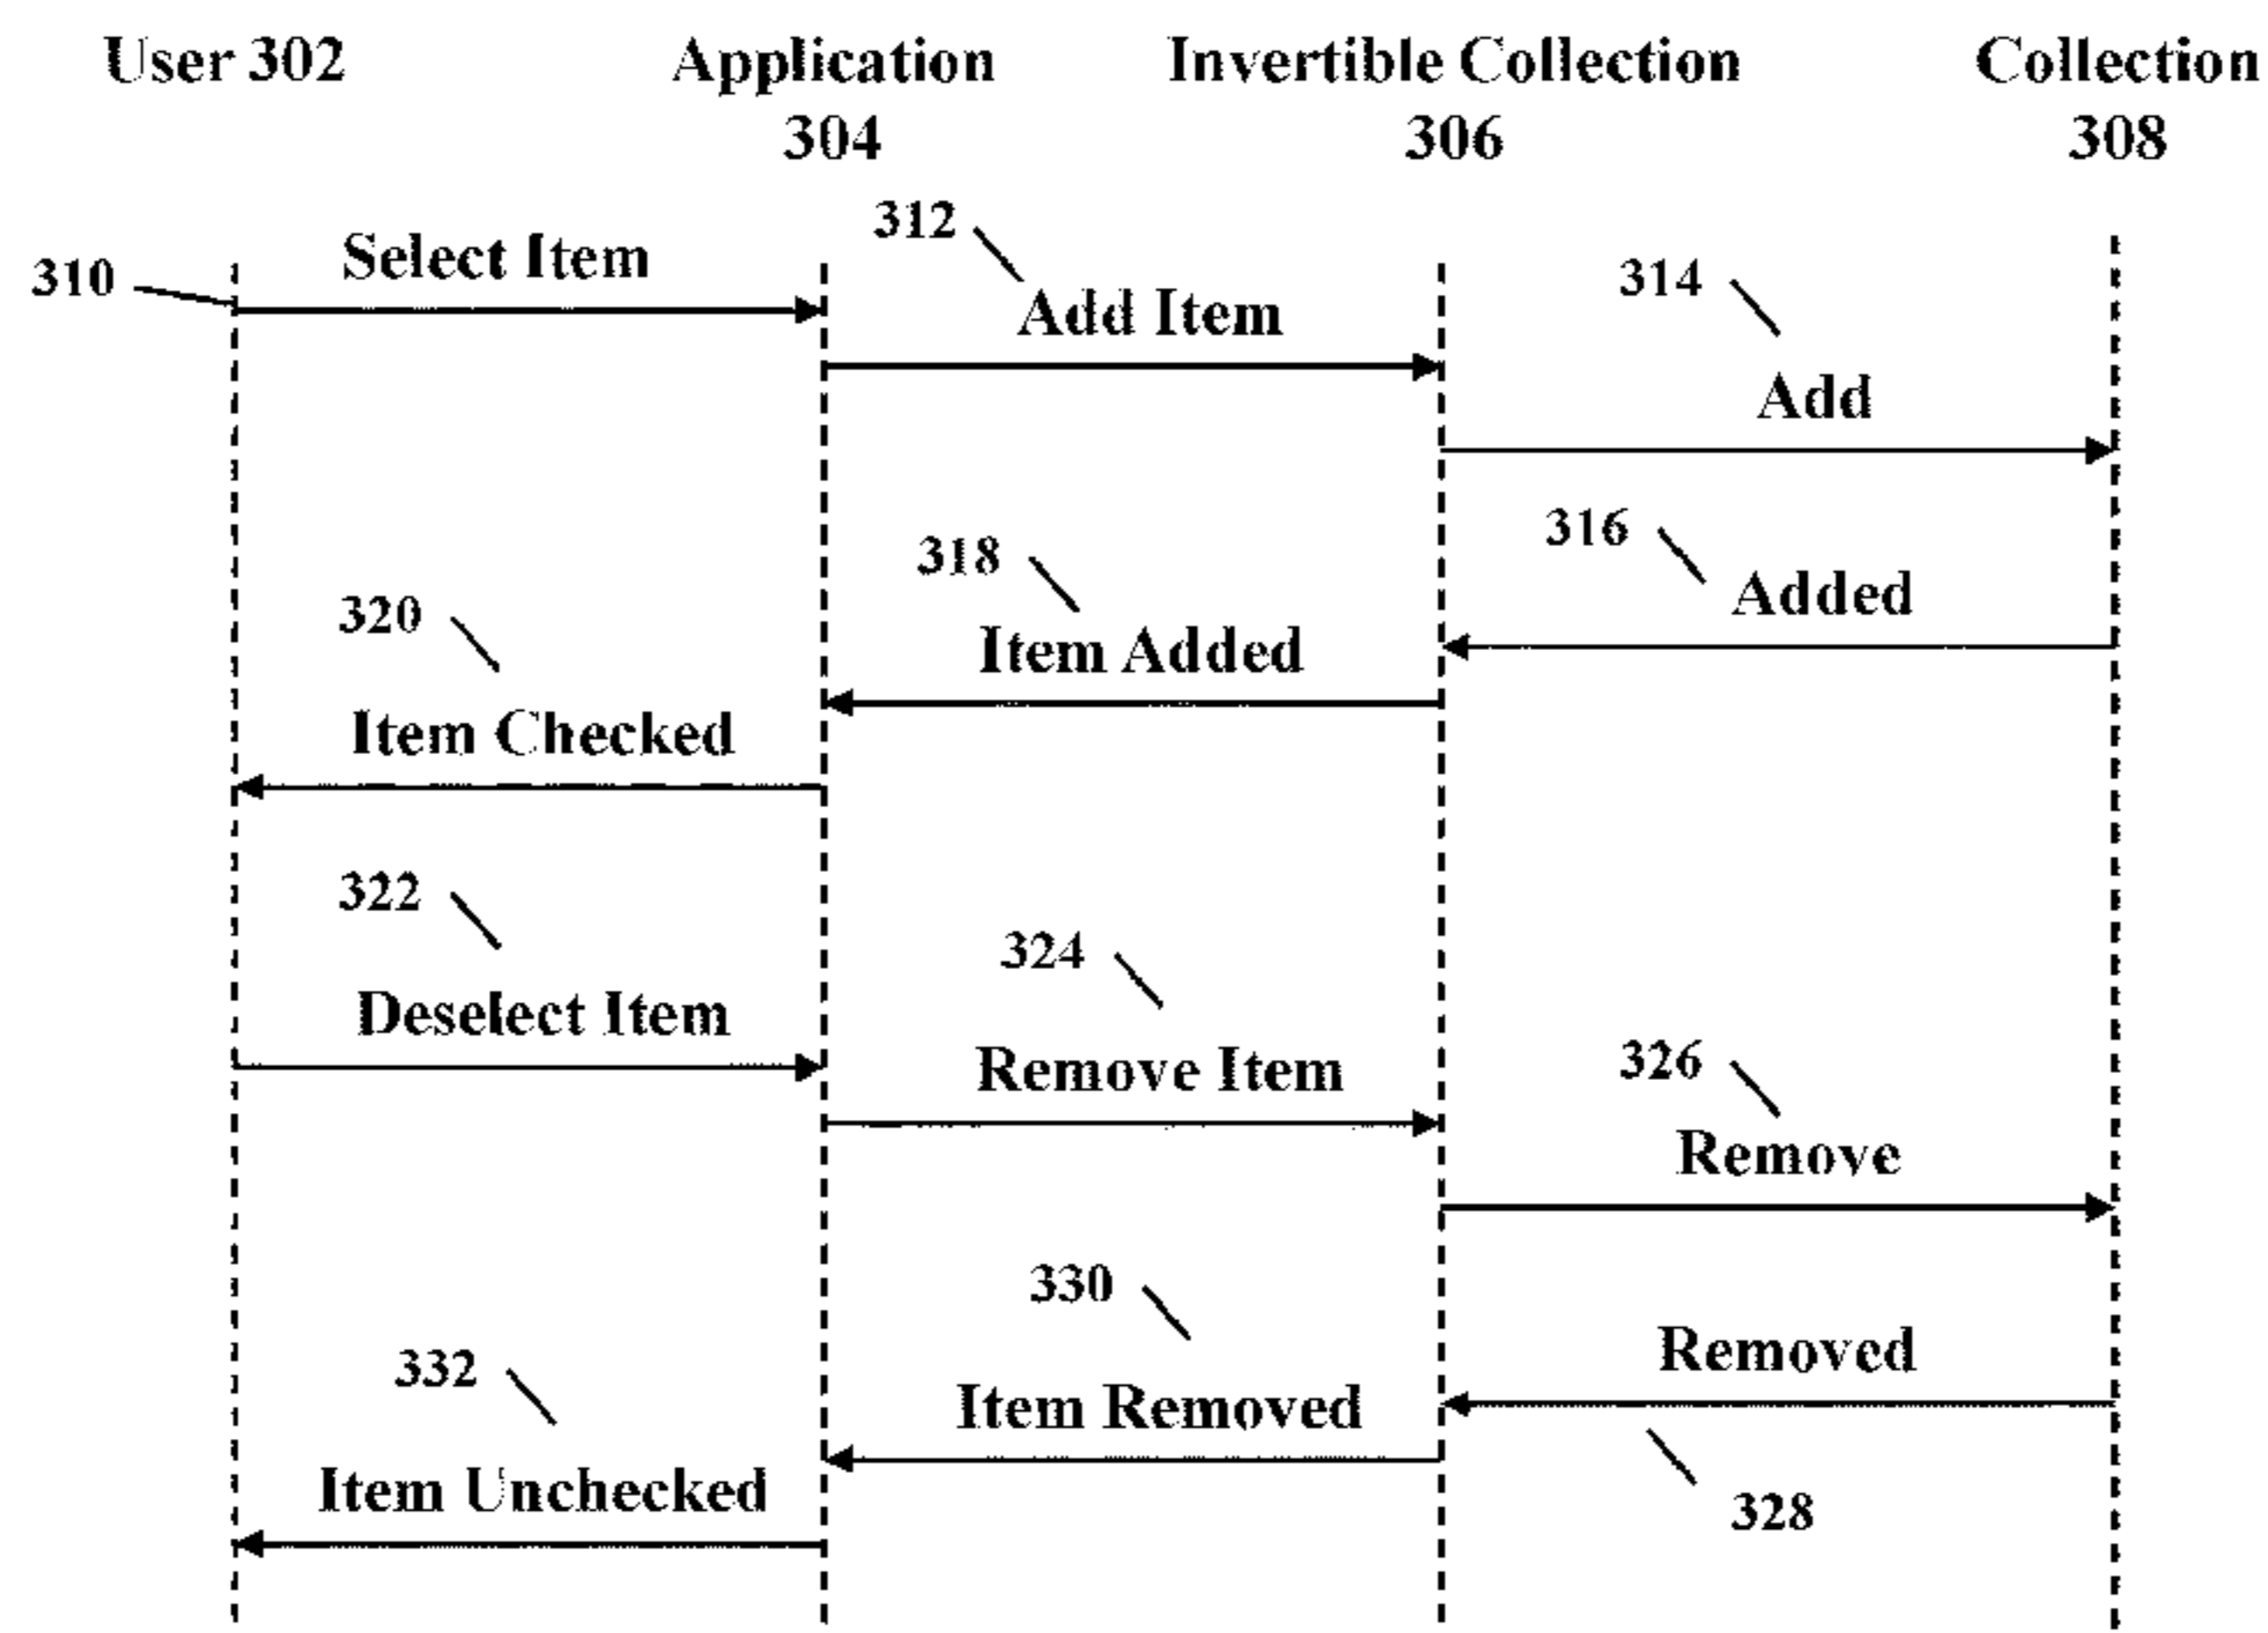 User 302
Application
304
Invertible Collection
306
Collection
308
310
Select Item
312
Add Item
314
Add
316
Added
318
Item Added
320
Item Checked
322
Deselect Item
324
Remove Item
326
Remove
Removed
328
330
Item Removed
332
Item Unchecked